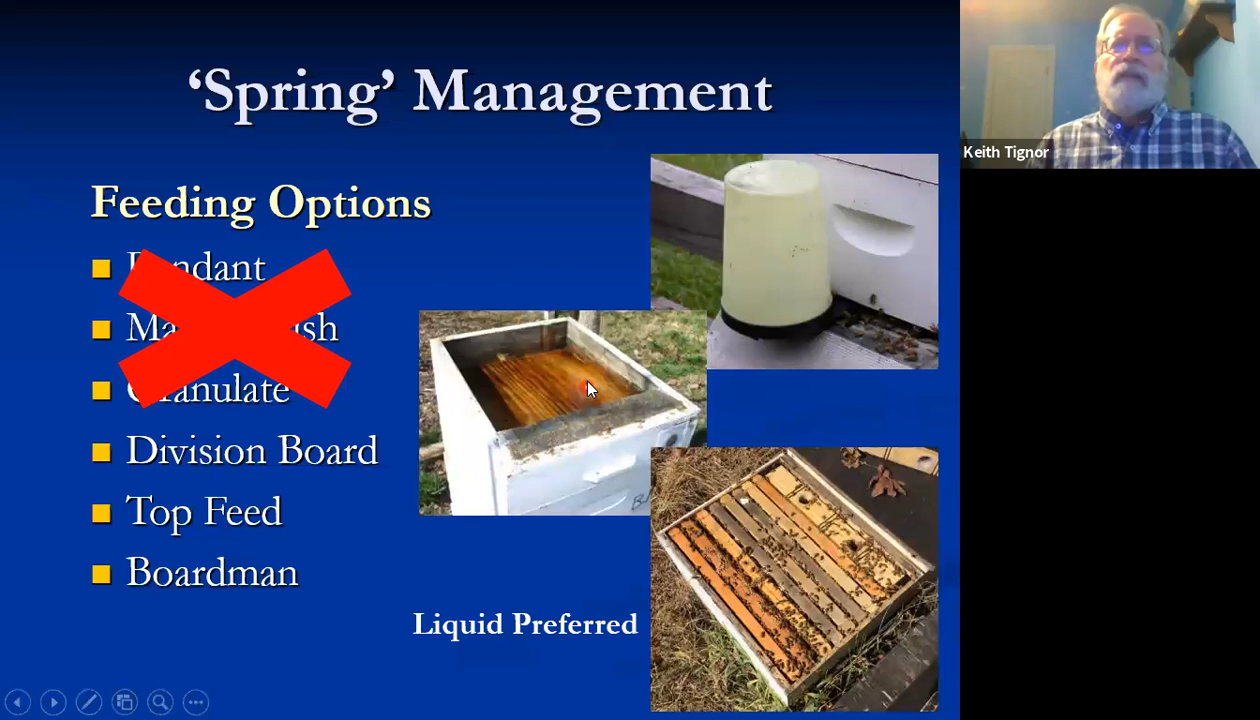 ‘Spring’ Management
Feeding Options
Division Board
Top Feed
Boardman
Liquid Preferred
Keith Tignor